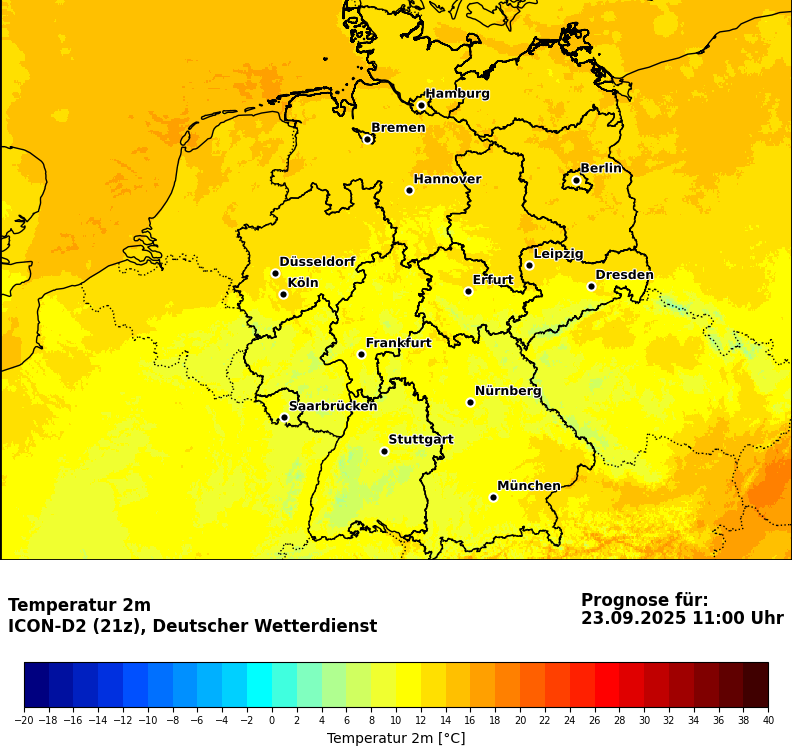 Hamburg
Bremen
Berlin
Hannover
Leipzig
Düsseldorf
Dresden
Köln
Erfurt
Frankfurt
Nürnberg
Saarbrücken
Stuttgart
München
Temperatur 2m
ICON-D2 (21z), Deutscher Wetterdienst
Prognose für:
23.09.2025 11:00 Uhr
−20 −18 −16 −14 −12 −10 −8 −6 −4 −2 0 2 4 6 8 10 12 14 16 18 20 22 24 26 28 30 32 34 36 38 40
Temperatur 2m [°C]